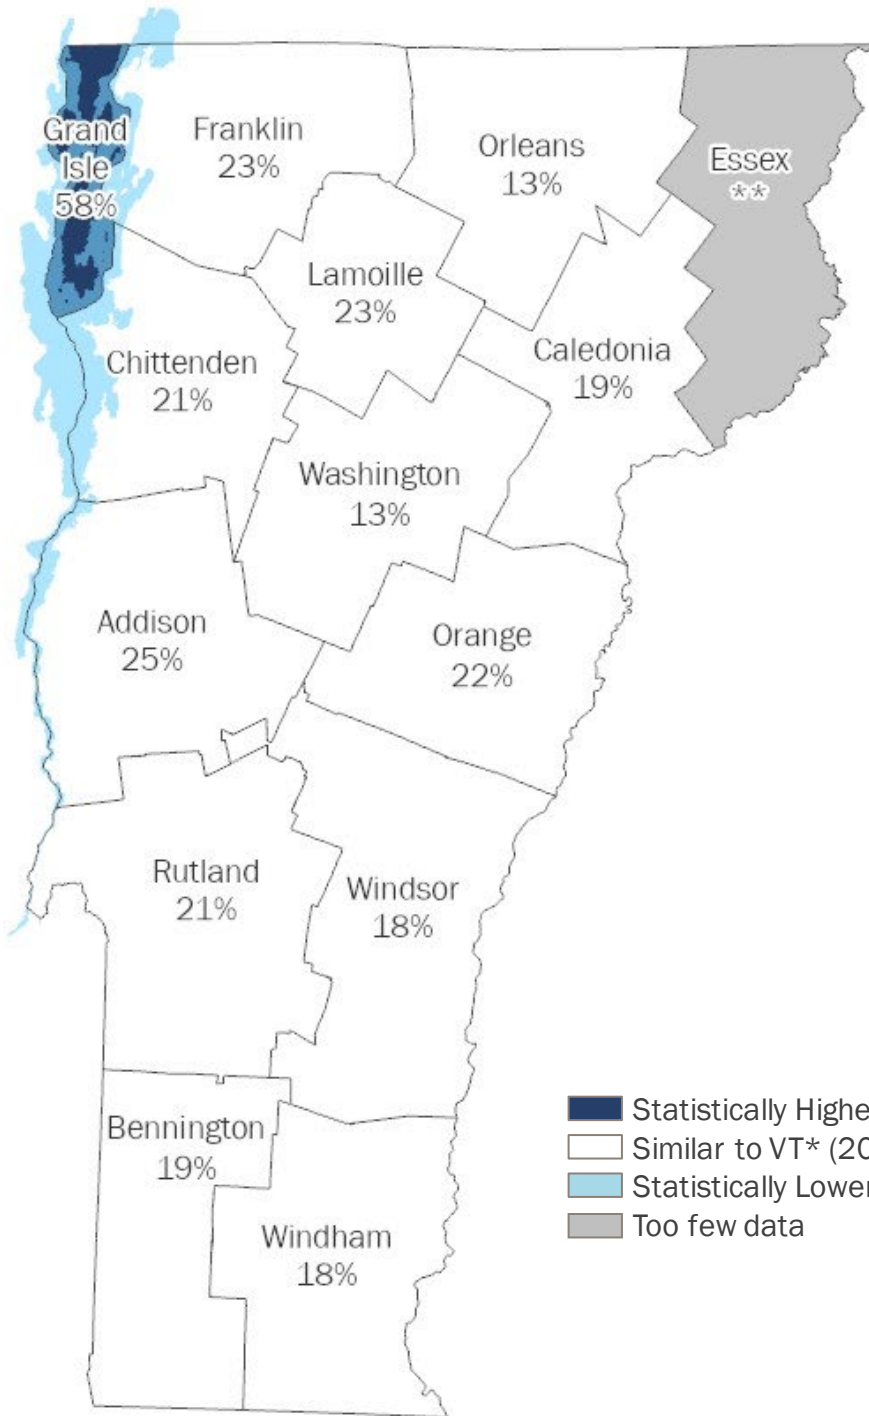 Grand
Isle
58%
Franklin
23%
Orleans
13%
Essex
**
Lamoille
23%
Chittenden
21%
Caledonia
19%
Washington
13%
Addison
25%
Orange
22%
Rutland
21%
Windsor
18%
Bennington
19%
Windham
18%
Statistically Highe
Similar to VT* (20
Statistically Lower
Too few data